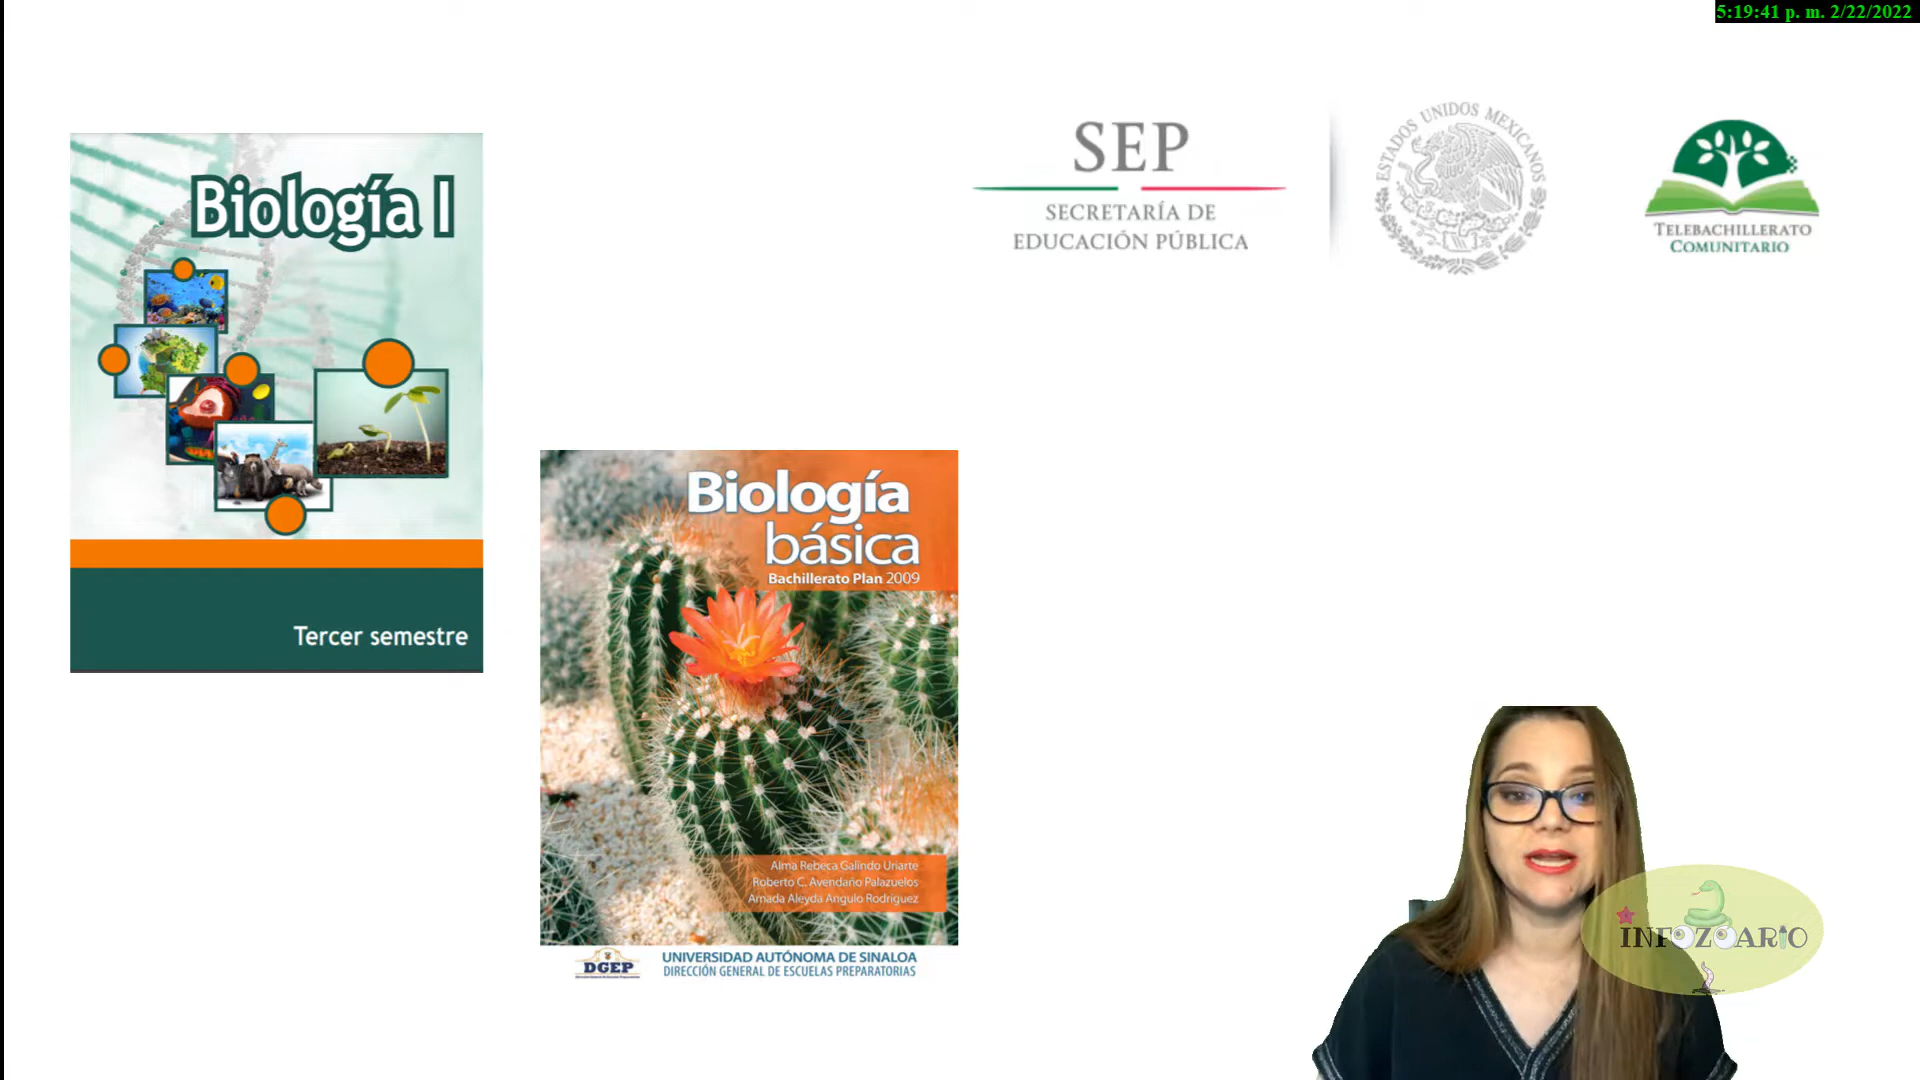 5:19:41 p. m. 2/22/2022
SEP
SECRETARÍA DE
EDUCACIÓN PÚBLICA
ESTADOS UNIDOS MEXICANOS
TELEBACHILLERATO
COMUNITARIO
Biología I
Tercer semestre
Biología
básica
Bachillerato Plan 2009
Alma Rebeca Galindo Uriarte
Roberto C. Avendaño Palazuelos
Amada Aleyda Angulo Rodríguez
DGEP
UNIVERSIDAD AUTÓNOMA DE SINALOA
DIRECCIÓN GENERAL DE ESCUELAS PREPARATORIAS
INFOZOARIO